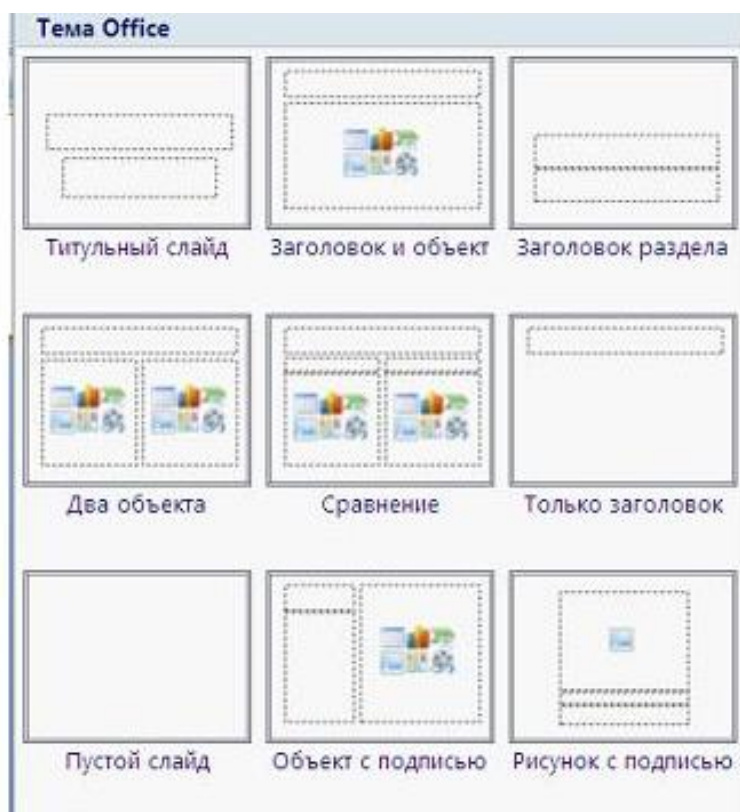 Тема Office
Титульный слайд
Заголовок и объект
Заголовок раздела
Два объекта
Сравнение
Только заголовок
Пустой слайд
Объект с подписью
Рисунок с подписью